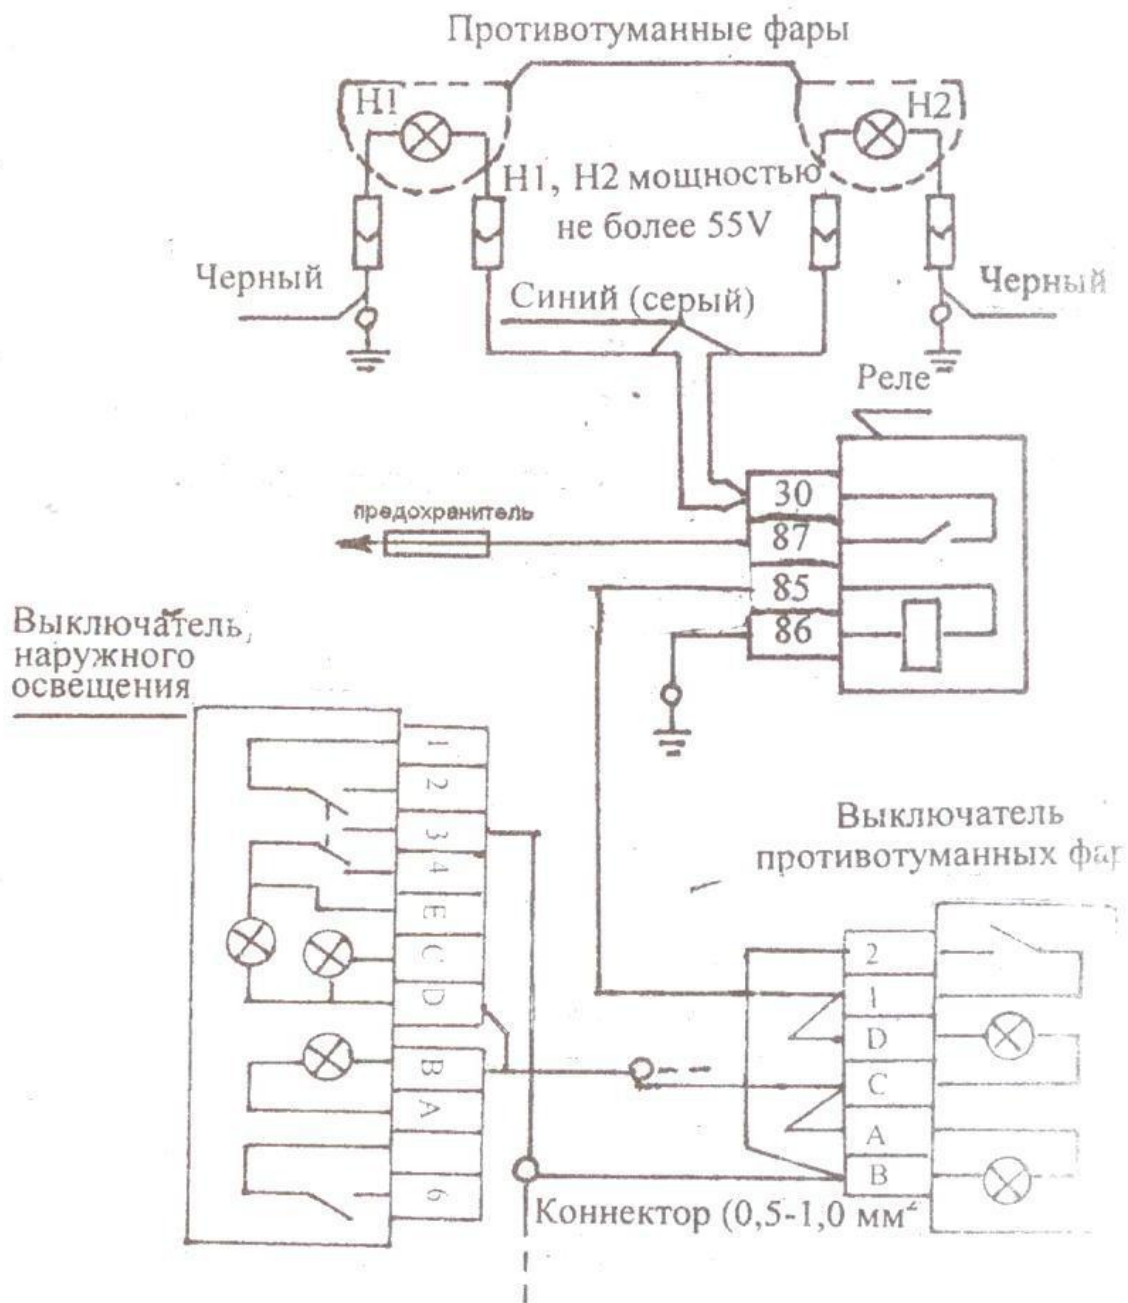 Противотуманные фары
H1
H2
H1, H2 мощностью
не более 55V
Черный
Синий (серый)
Черный
Реле
30
предохранитель
87
85
86
Выключатель
наружного
освещения
1
2
3
4
E
C
D
B
A
6
Выключатель
противотуманных фар
2
1
D
C
A
B
Коннектор (0,5-1,0 мм²